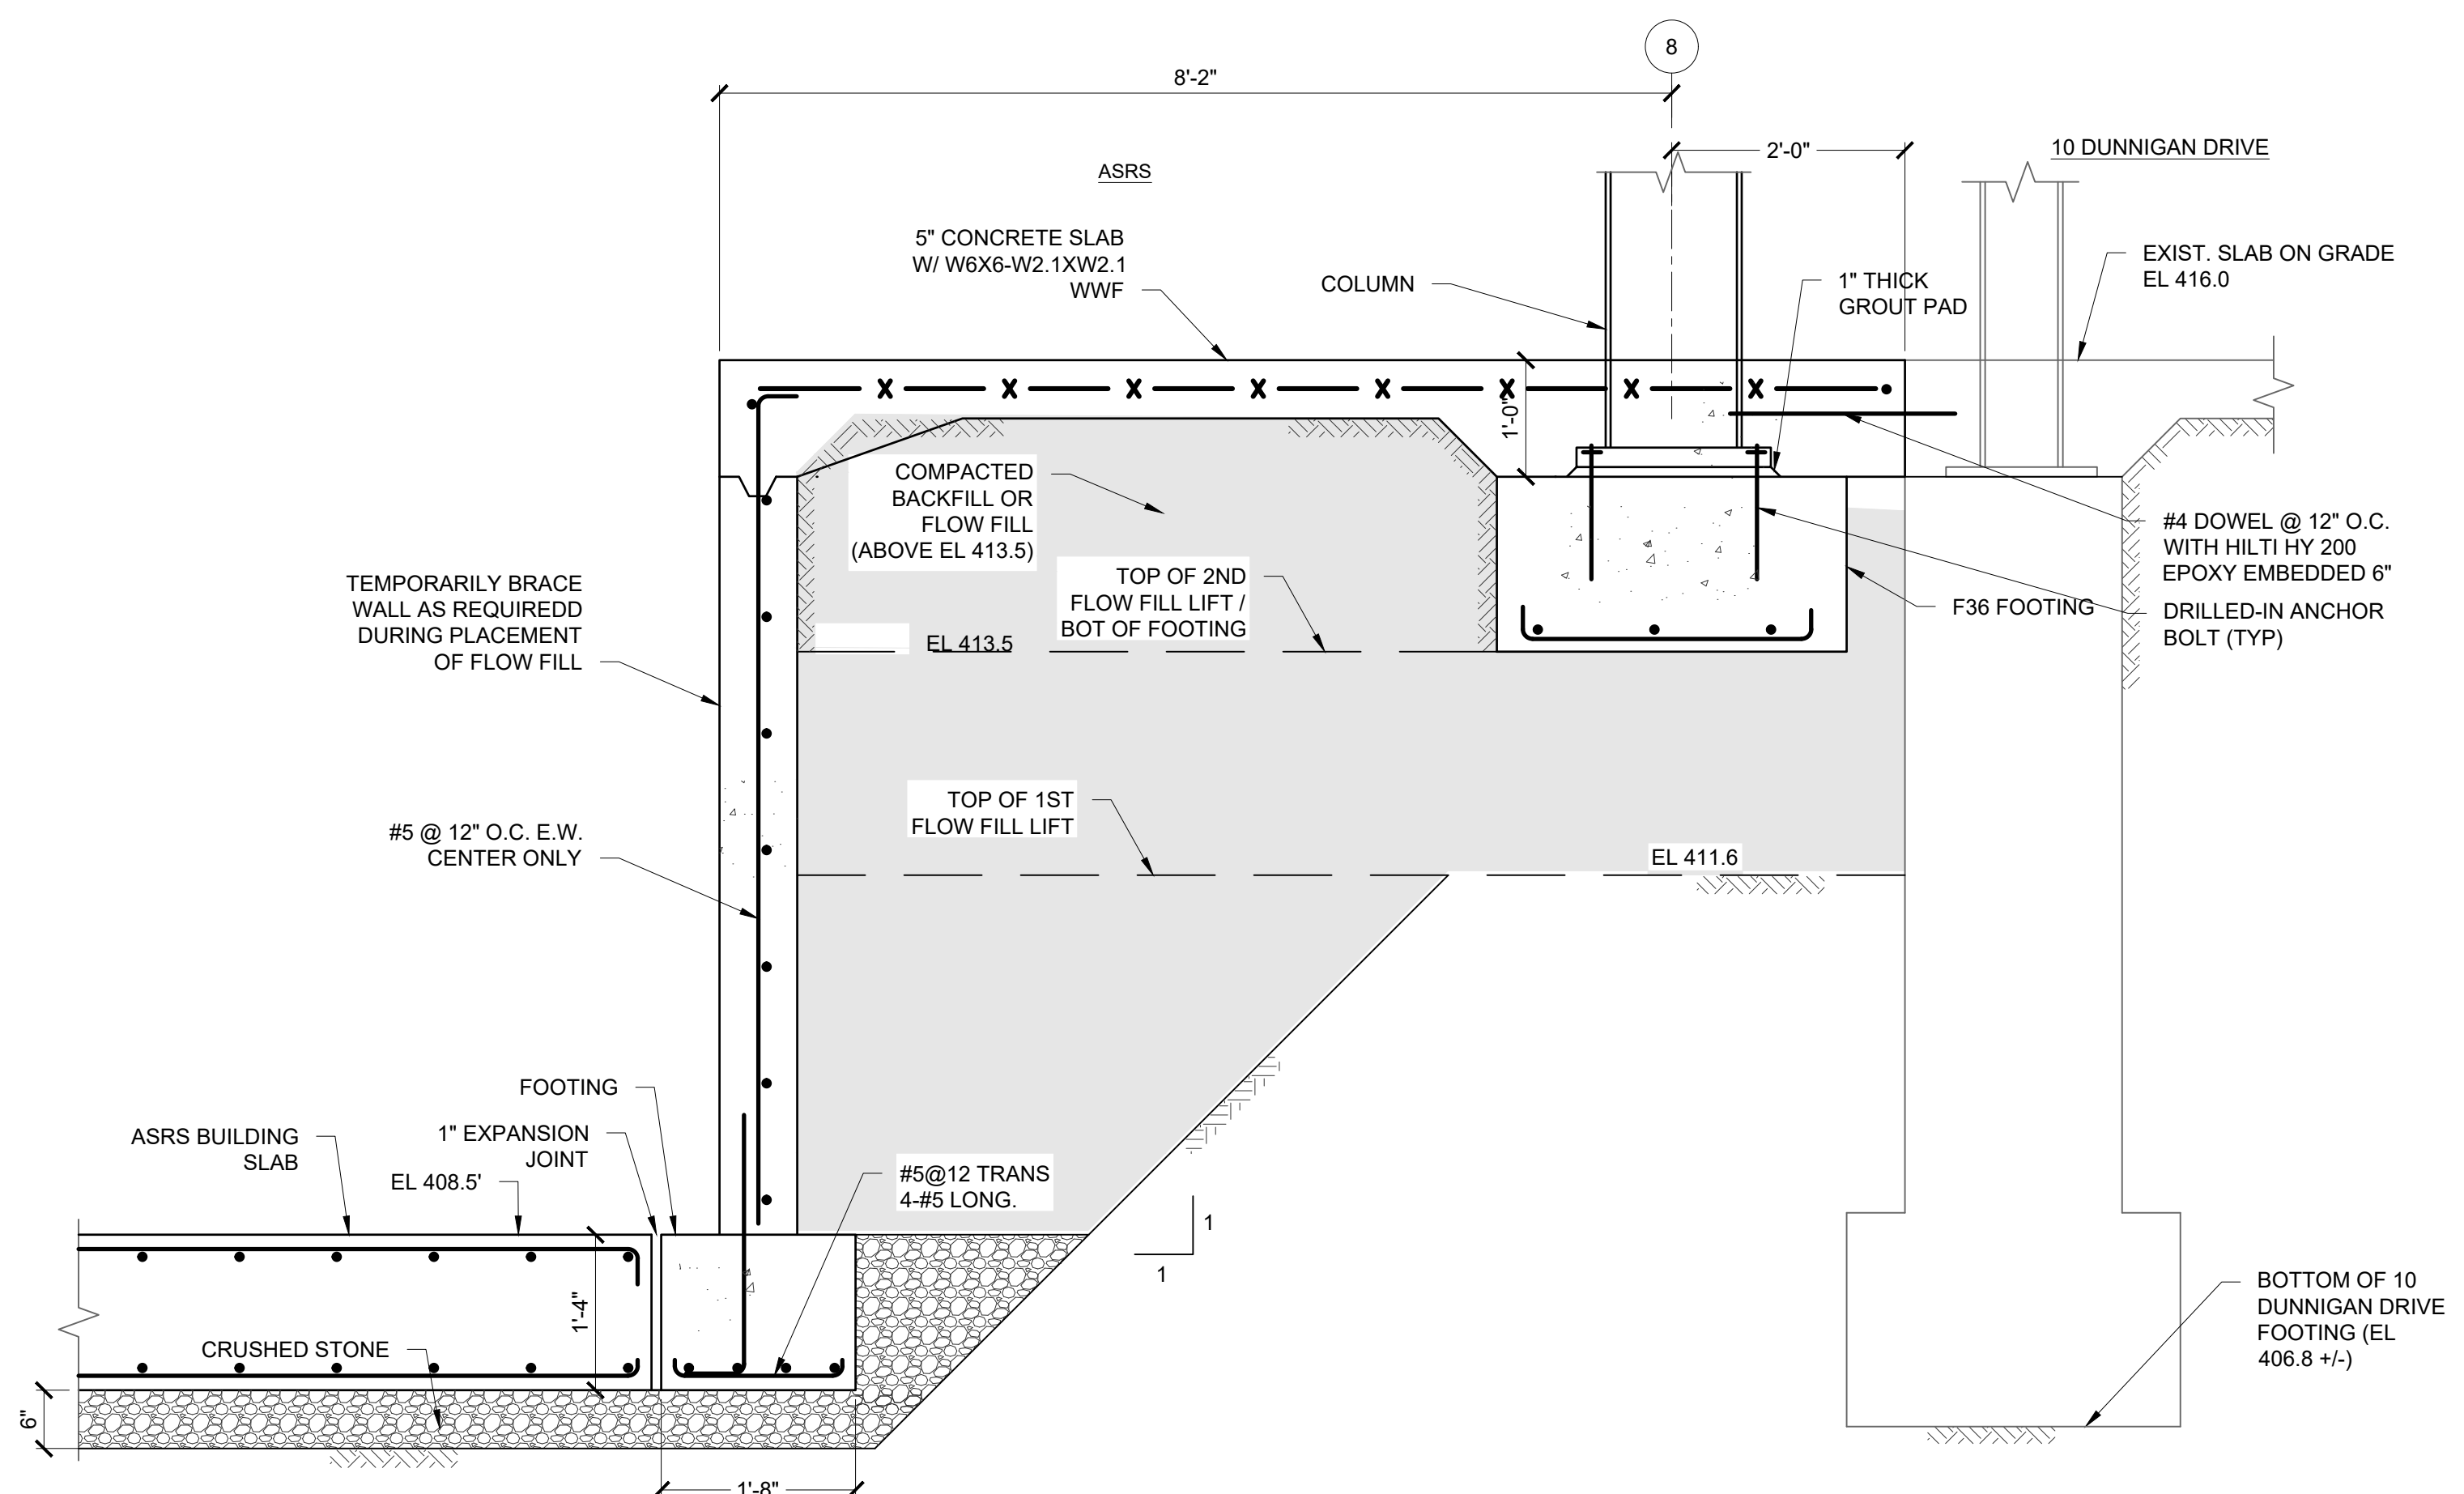 8
8'-2"
2'-0"
10 DUNNIGAN DRIVE
ASRS
5" CONCRETE SLAB
W/ W6X6-W2.1XW2.1
WWF
COLUMN
1" THICK
GROUT PAD
EXIST. SLAB ON GRADE
EL 416.0
1'-0"
COMPACTED
BACKFILL OR
FLOW FILL
(ABOVE EL 413.5)
TOP OF 2ND
FLOW FILL LIFT /
BOT OF FOOTING
EL 413.5
TEMPORARILY BRACE
WALL AS REQUIREDD
DURING PLACEMENT
OF FLOW FILL
#4 DOWEL @ 12" O.C.
WITH HILTI HY 200
EPOXY EMBEDDED 6"
F36 FOOTING
DRILLED-IN ANCHOR
BOLT (TYP)
TOP OF 1ST
FLOW FILL LIFT
EL 411.6
#5 @ 12" O.C. E.W.
CENTER ONLY
FOOTING
1" EXPANSION
JOINT
ASRS BUILDING
SLAB
EL 408.5'
#5@12 TRANS
4-#5 LONG.
1
1
1'-4"
CRUSHED STONE
6"
1'-8"
BOTTOM OF 10
DUNNIGAN DRIVE
FOOTING (EL
406.8 +/-)